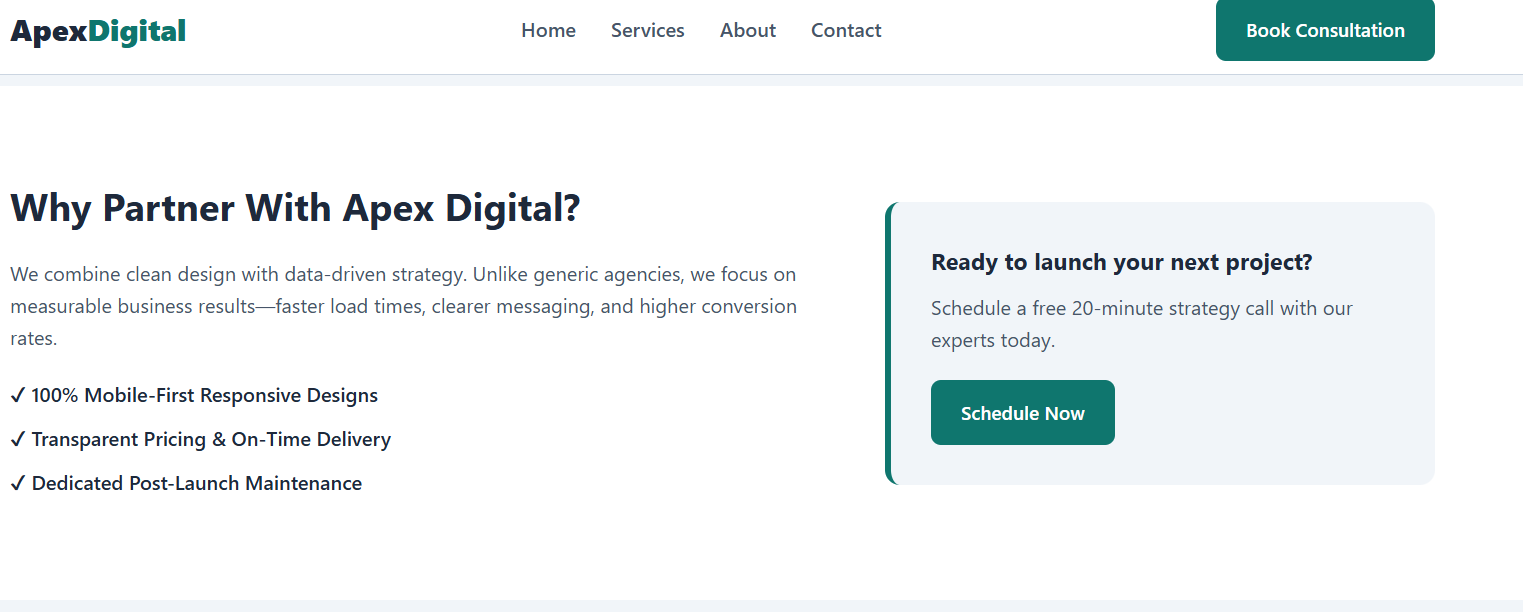 ApexDigital
Home Services About Contact
Book Consultation
Why Partner With Apex Digital?
We combine clean design with data-driven strategy. Unlike generic agencies, we focus on
measurable business results—faster load times, clearer messaging, and higher conversion
rates.
✓ 100% Mobile-First Responsive Designs
✓ Transparent Pricing & On-Time Delivery
✓ Dedicated Post-Launch Maintenance
Ready to launch your next project?
Schedule a free 20-minute strategy call with our
experts today.
Schedule Now